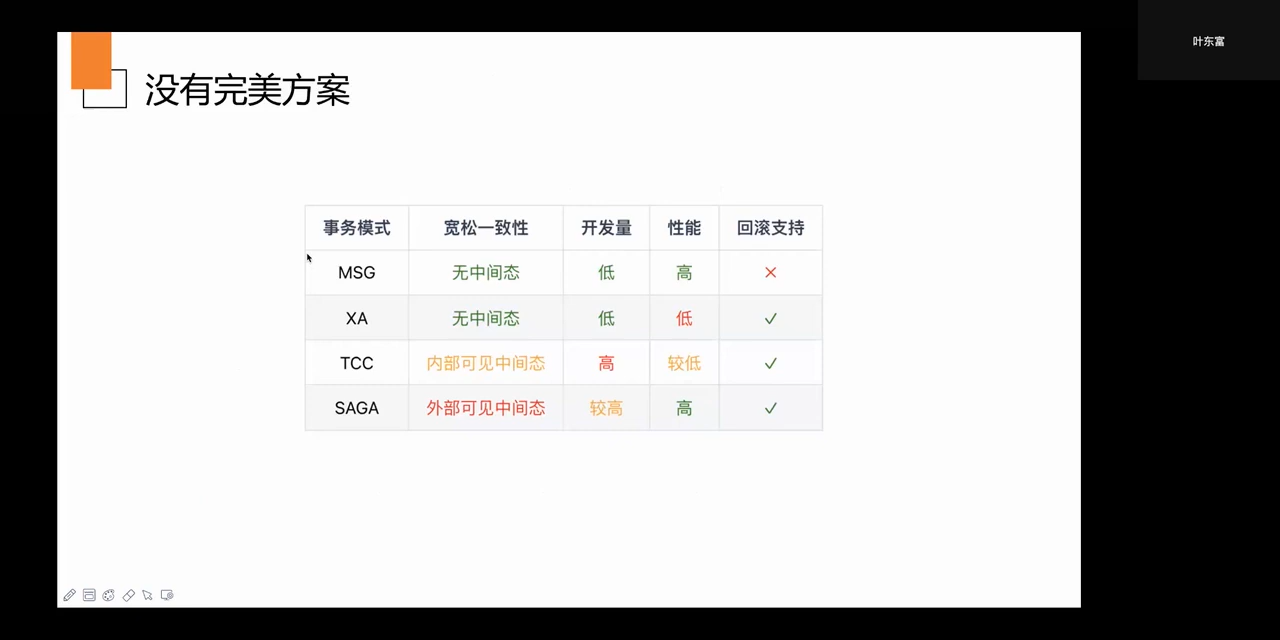 叶东富
没有完美方案
事务模式 宽松一致性 开发量 性能 回滚支持
MSG 无中间态 低 高 ×
XA 无中间态 低 低 ✓
TCC 内部可见中间态 高 较低 ✓
SAGA 外部可见中间态 较高 高 ✓